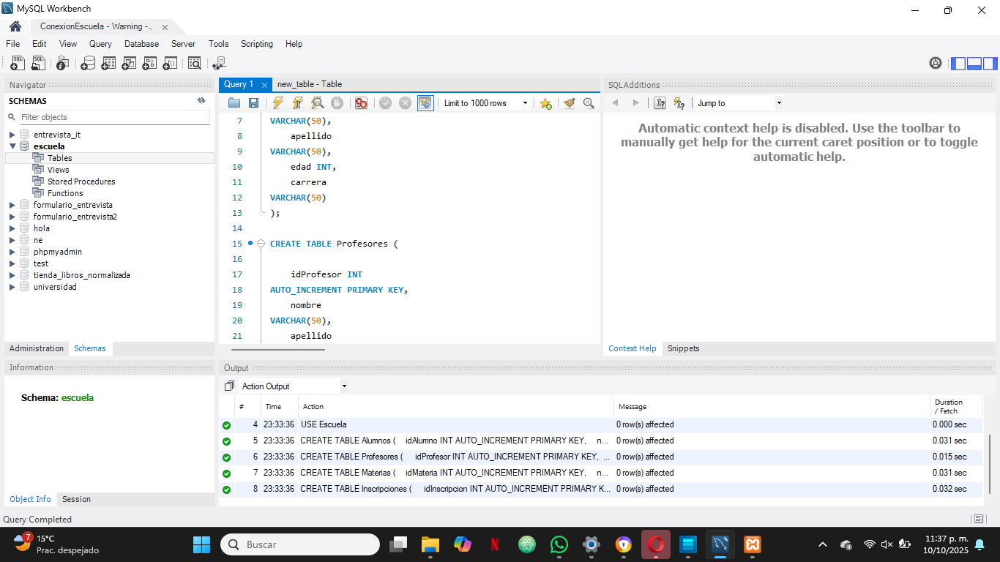 MySQL Workbench
ConexionEscuela - Warning -...
File Edit View Query Database Server Tools Scripting Help
Navigator
SCHEMAS
Filter objects
entrevista_it
escuela
Tables
Views
Stored Procedures
Functions
formulario_entrevista
formulario_entrevista2
hola
ne
phpmyadmin
test
tienda_libros_normalizada
universidad
Administration Schemas
Information
Schema: escuela
Object Info Session
Query 1 new_table - Table
Limit to 1000 rows
7 VARCHAR(50),
8 apellido
9 VARCHAR(50),
10 edad INT,
11 carrera
12 VARCHAR(50)
13 );
14
15 CREATE TABLE Profesores (
16
17 idProfesor INT
18 AUTO_INCREMENT PRIMARY KEY,
19 nombre
20 VARCHAR(50),
21 apellido
SQLAdditions
Jump to
Automatic context help is disabled. Use the toolbar to
manually get help for the current caret position or to toggle
automatic help.
Context Help Snippets
Output
Action Output
# Time Action Message Duration / Fetch
4 23:33:36 USE Escuela 0 row(s) affected 0.000 sec
5 23:33:36 CREATE TABLE Alumnos ( idAlumno INT AUTO_INCREMENT PRIMARY KEY, n... 0 row(s) affected 0.031 sec
6 23:33:36 CREATE TABLE Profesores ( idProfesor INT AUTO_INCREMENT PRIMARY KEY, ... 0 row(s) affected 0.015 sec
7 23:33:36 CREATE TABLE Materias ( idMateria INT AUTO_INCREMENT PRIMARY KEY, n... 0 row(s) affected 0.031 sec
8 23:33:36 CREATE TABLE Inscripciones ( idInscripcion INT AUTO_INCREMENT PRIMARY K... 0 row(s) affected 0.032 sec
Query Completed
7
15°C
Prac. despejado
Buscar
11:37 p. m.
10/10/2025